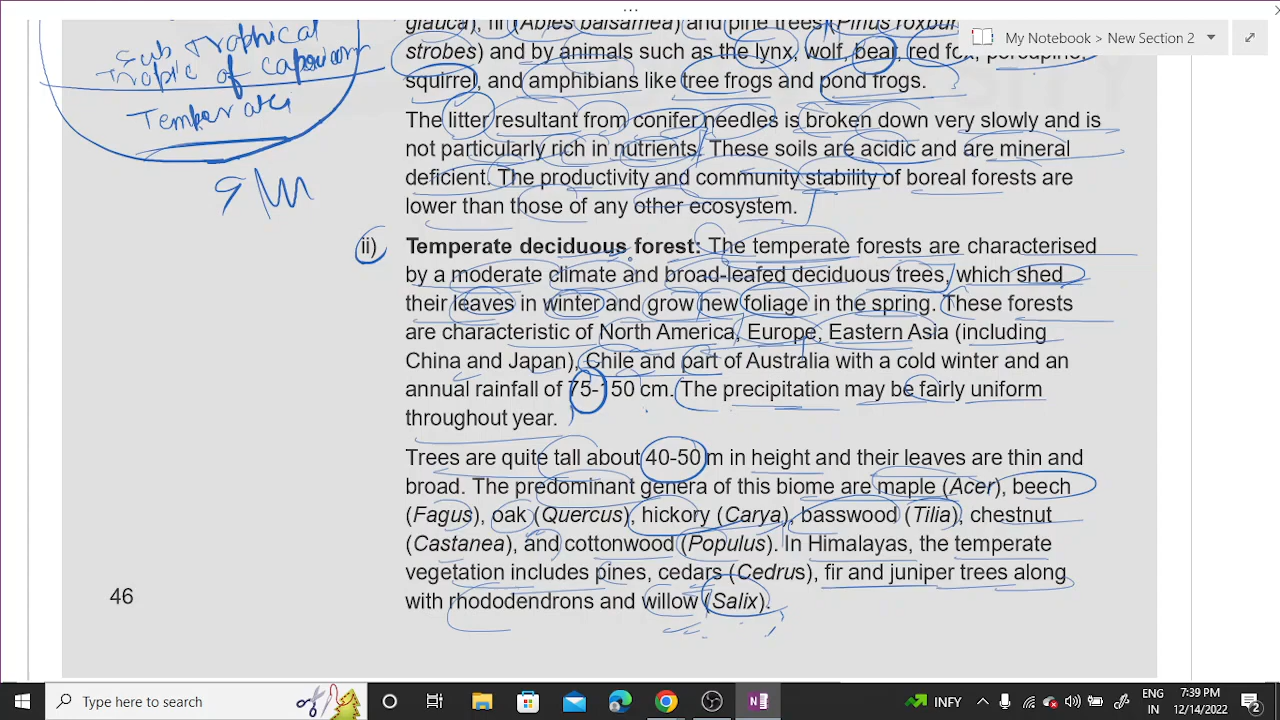 ...
glauca), fir (Abies balsamea) and pine trees (Pinus roxbur
My Notebook > New Section 2
strobes) and by animals such as the lynx, wolf, bear, red fox, porcupine,
squirrel, and amphibians like tree frogs and pond frogs.
Sub Trophical
Tropic of
Temperate
The litter resultant from conifer needles is broken down very slowly and is
not particularly rich in nutrients. These soils are acidic and are mineral
deficient. The productivity and community stability of boreal forests are
lower than those of any other ecosystem.
ii) Temperate deciduous forest: The temperate forests are characterised
by a moderate climate and broad-leafed deciduous trees, which shed
their leaves in winter and grow new foliage in the spring. These forests
are characteristic of North America, Europe, Eastern Asia (including
China and Japan), Chile and part of Australia with a cold winter and an
annual rainfall of 75-150 cm. The precipitation may be fairly uniform
throughout year.
Trees are quite tall about 40-50 m in height and their leaves are thin and
broad. The predominant genera of this biome are maple (Acer), beech
(Fagus), oak (Quercus), hickory (Carya), basswood (Tilia), chestnut
(Castanea), and cottonwood (Populus). In Himalayas, the temperate
vegetation includes pines, cedars (Cedrus), fir and juniper trees along
with rhododendrons and willow (Salix).
46
Type here to search
INFY
ENG
IN
7:39 PM
12/14/2022
2